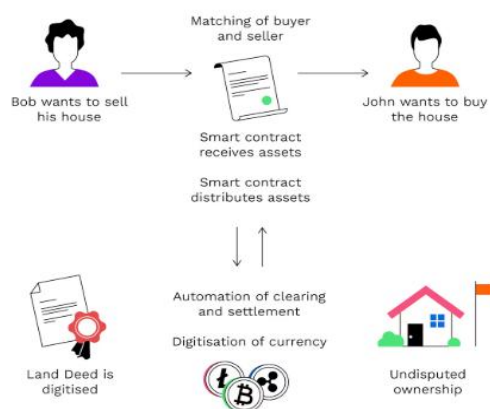 Matching of buyer
and seller
Bob wants to sell
his house
John wants to buy
the house
Smart contract
receives assets
Smart contract
distributes assets
Automation of clearing
and settlement
Digitisation of currency
Land Deed is
digitised
Undisputed
ownership